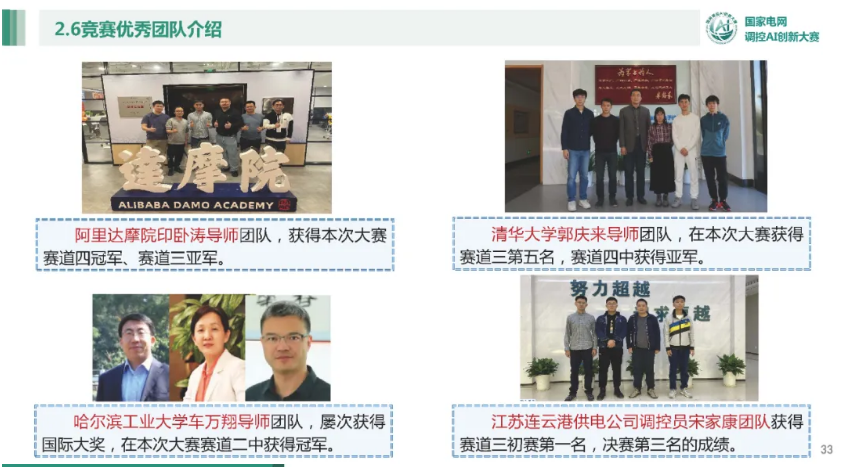 2.6竞赛优秀团队介绍
国家电网
调控AI创新大赛
達摩院
ALIBABA DAMO ACADEMY
阿里达摩院印卧涛导师团队，获得本次大赛
赛道四冠军、赛道三亚军。
清华大学郭庆来导师团队，在本次大赛获得
赛道三第五名，赛道四中获得亚军。
努力超越
求卓越
哈尔滨工业大学车万翔导师团队，屡次获得
国际大奖，在本次大赛赛道二中获得冠军。
江苏连云港供电公司调控员宋家康团队获得
赛道三初赛第一名，决赛第三名的成绩。
33